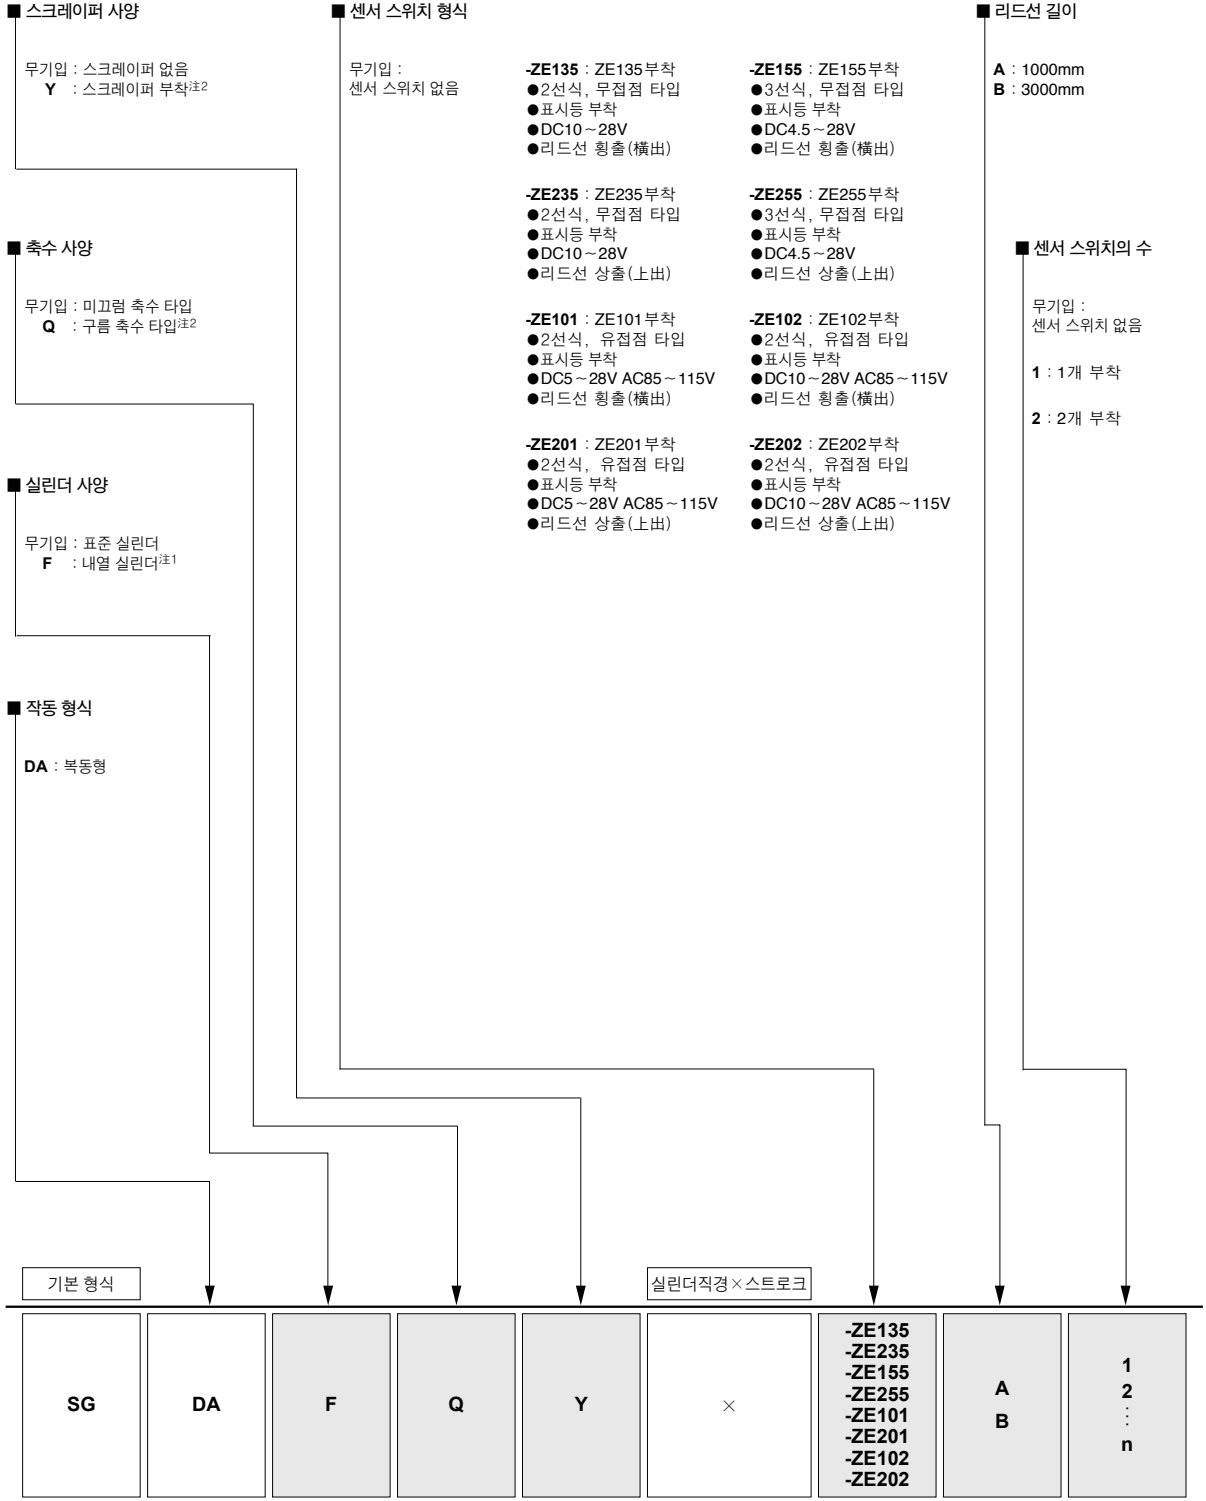 ■ 스크레이퍼 사양
무기입 : 스크레이퍼 없음
Y : 스크레이퍼 부착注2
■ 축수 사양
무기입 : 미끄럼 축수 타입
Q : 구름 축수 타입注2
■ 실린더 사양
무기입 : 표준 실린더
F : 내열 실린더注1
■ 작동 형식
DA : 복동형
■ 센서 스위치 형식
무기입 :
센서 스위치 없음
-ZE135 : ZE135부착
●2선식, 무접점 타입
●표시등 부착
●DC10~28V
●리드선 횡출(橫出)
-ZE235 : ZE235부착
●2선식, 무접점 타입
●표시등 부착
●DC10~28V
●리드선 상출(上出)
-ZE101 : ZE101부착
●2선식, 유접점 타입
●표시등 부착
●DC5~28V AC85~115V
●리드선 횡출(橫出)
-ZE201 : ZE201부착
●2선식, 유접점 타입
●표시등 부착
●DC5~28V AC85~115V
●리드선 상출(上出)
-ZE155 : ZE155부착
●3선식, 무접점 타입
●표시등 부착
●DC4.5~28V
●리드선 횡출(橫出)
-ZE255 : ZE255부착
●3선식, 무접점 타입
●표시등 부착
●DC4.5~28V
●리드선 상출(上出)
-ZE102 : ZE102부착
●2선식, 유접점 타입
●표시등 부착
●DC10~28V AC85~115V
●리드선 횡출(橫出)
-ZE202 : ZE202부착
●2선식, 유접점 타입
●표시등 부착
●DC10~28V AC85~115V
●리드선 상출(上出)
■ 리드선 길이
A : 1000mm
B : 3000mm
■ 센서 스위치의 수
무기입 :
센서 스위치 없음
1 : 1개 부착
2 : 2개 부착
기본 형식
실린더직경×스트로크
SG
DA
F
Q
Y
×
-ZE135
-ZE235
-ZE155
-ZE255
-ZE101
-ZE201
-ZE102
-ZE202
A
B
1
2
⋮
n